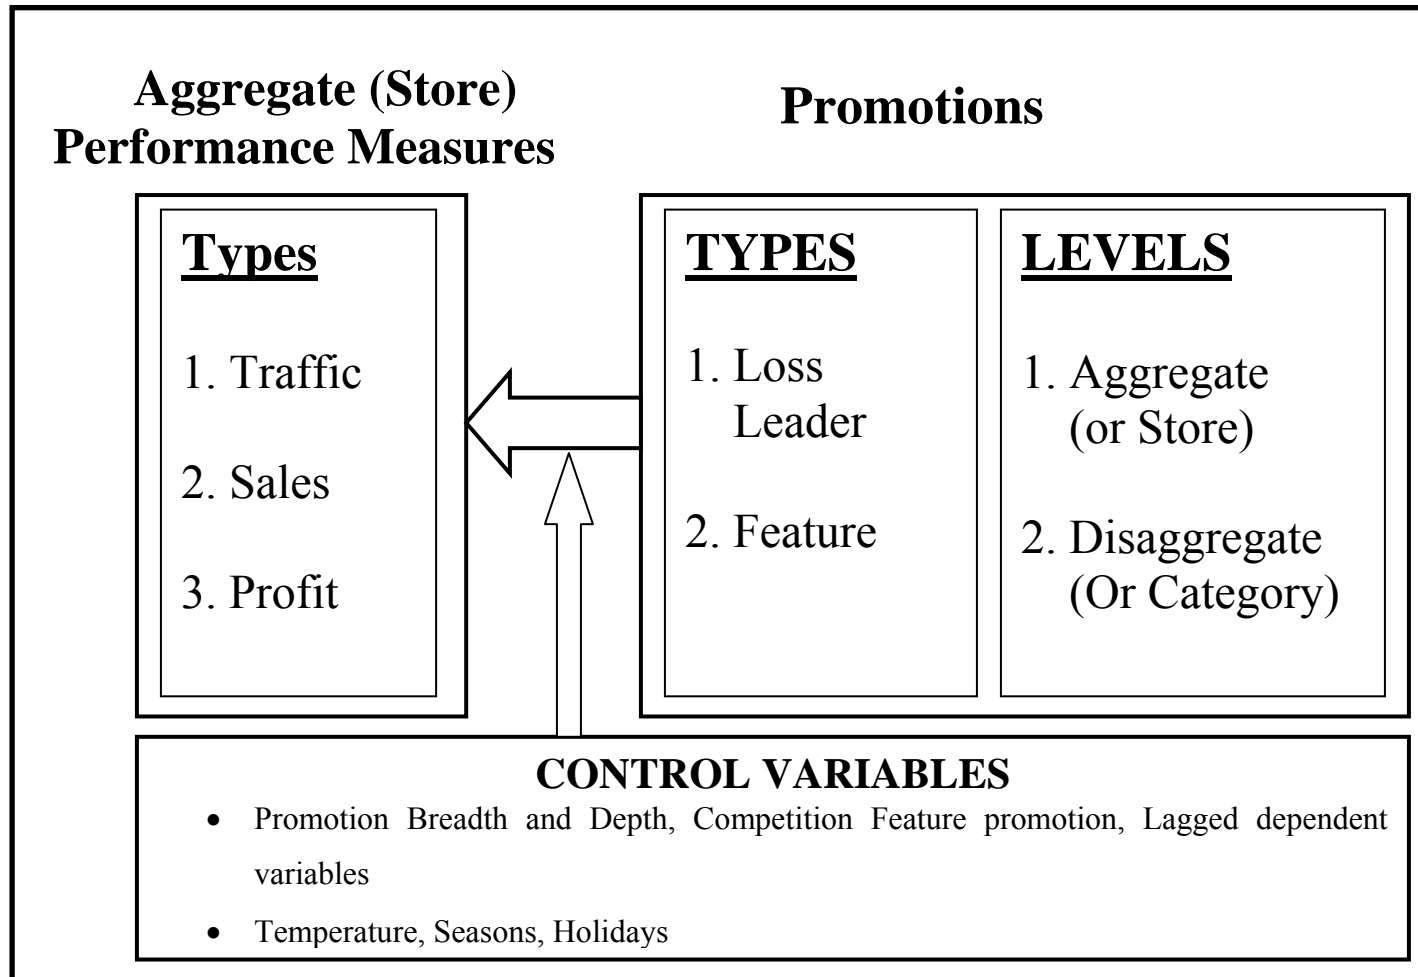 Aggregate (Store)
Performance Measures
Promotions
Types
1. Traffic
2. Sales
3. Profit
TYPES
1. Loss
Leader
2. Feature
LEVELS
1. Aggregate
(or Store)
2. Disaggregate
(Or Category)
CONTROL VARIABLES
• Promotion Breadth and Depth, Competition Feature promotion, Lagged dependent
variables
• Temperature, Seasons, Holidays